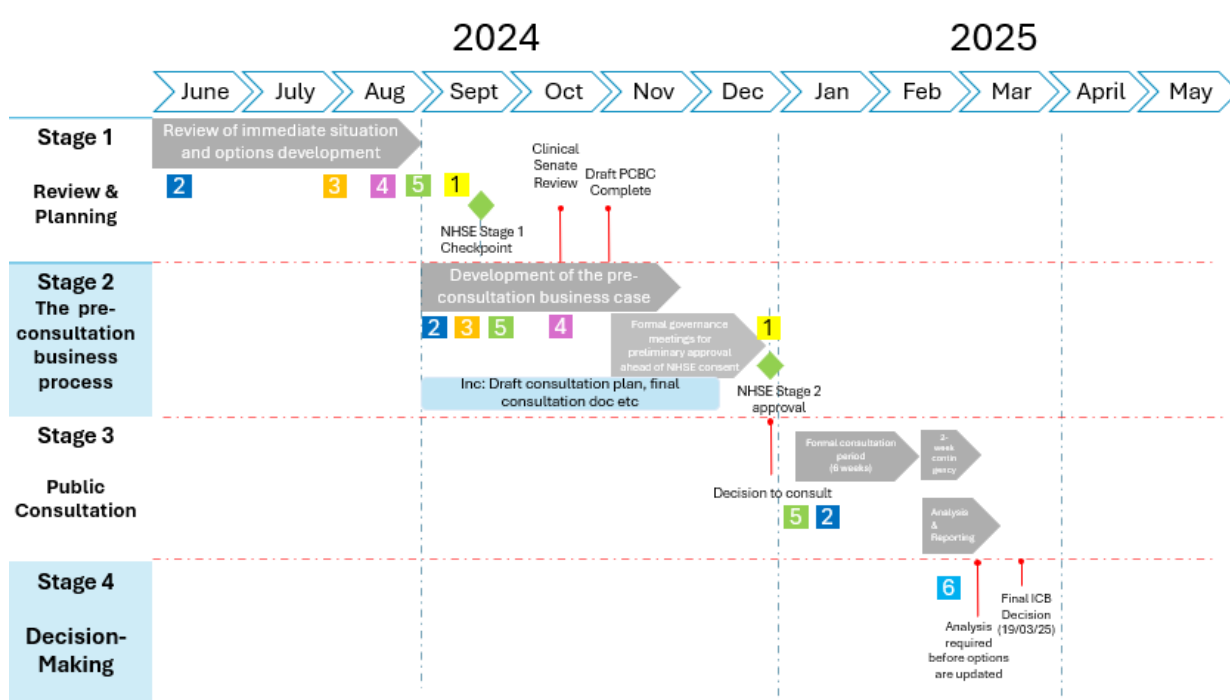 2024
2025
June
July
Aug
Sept
Oct
Nov
Dec
Jan
Feb
Mar
April
May
Stage 1
Review &
Planning
Review of immediate situation
and options development
2
3
4
5
1
NHSE Stage 1
Checkpoint
Clinical
Senate
Review
Draft PCBC
Complete
Stage 2
The pre-
consultation
business
process
Development of the pre-
consultation business case
2
3
5
4
Formal governance
meetings for
preliminary approval
ahead of NHSE consent
1
NHSE Stage 2
approval
Inc: Draft consultation plan, final
consultation doc etc
Stage 3
Public
Consultation
Decision to consult
5
2
Formal consultation
period
(6 weeks)
2-
week
contin
gency
Analysis
&
Reporting
Stage 4
Decision-
Making
6
Analysis
required
before options
are updated
Final ICB
Decision
(19/03/25)